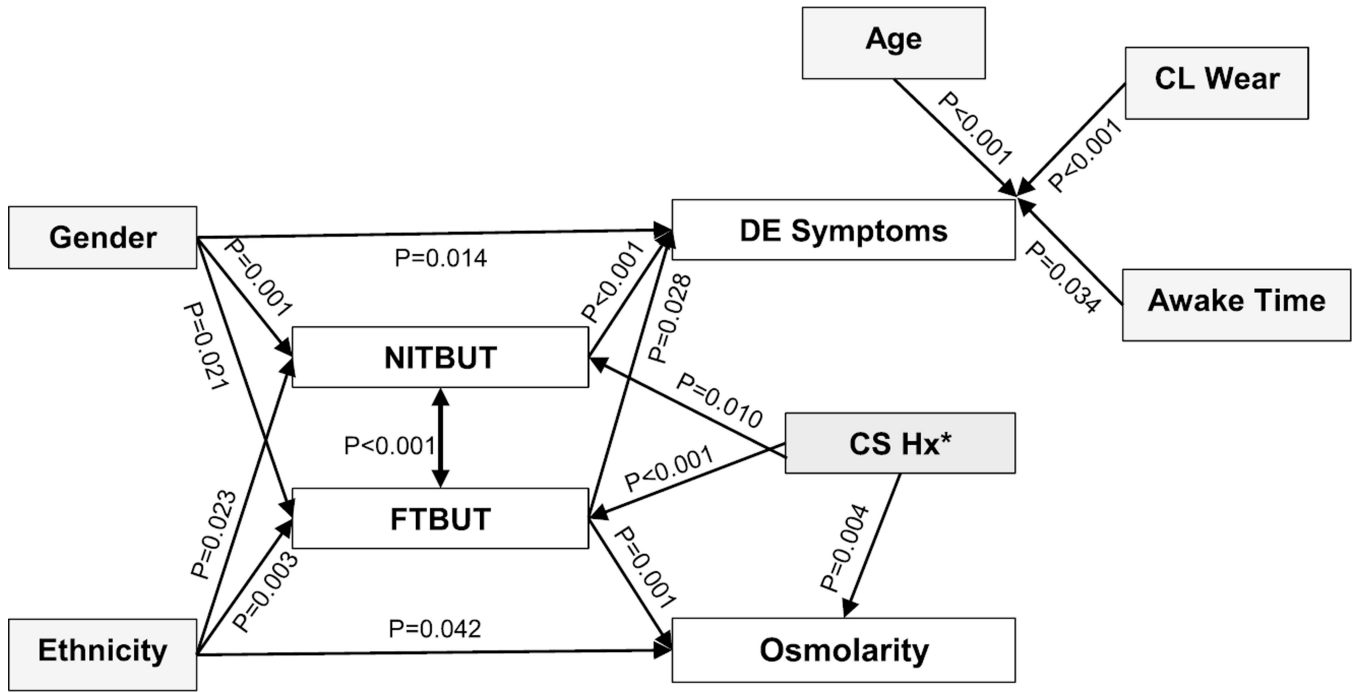 Age
CL Wear
P<0.001
P<0.001
Gender
DE Symptoms
P=0.014
P=0.001
P<0.001
P=0.034
Awake Time
P=0.021
NITBUT
P=0.028
P=0.010
P<0.001
CS Hx*
P<0.001
P=0.023
FTBUT
P=0.004
P=0.003
P=0.001
P=0.042
Ethnicity
Osmolarity